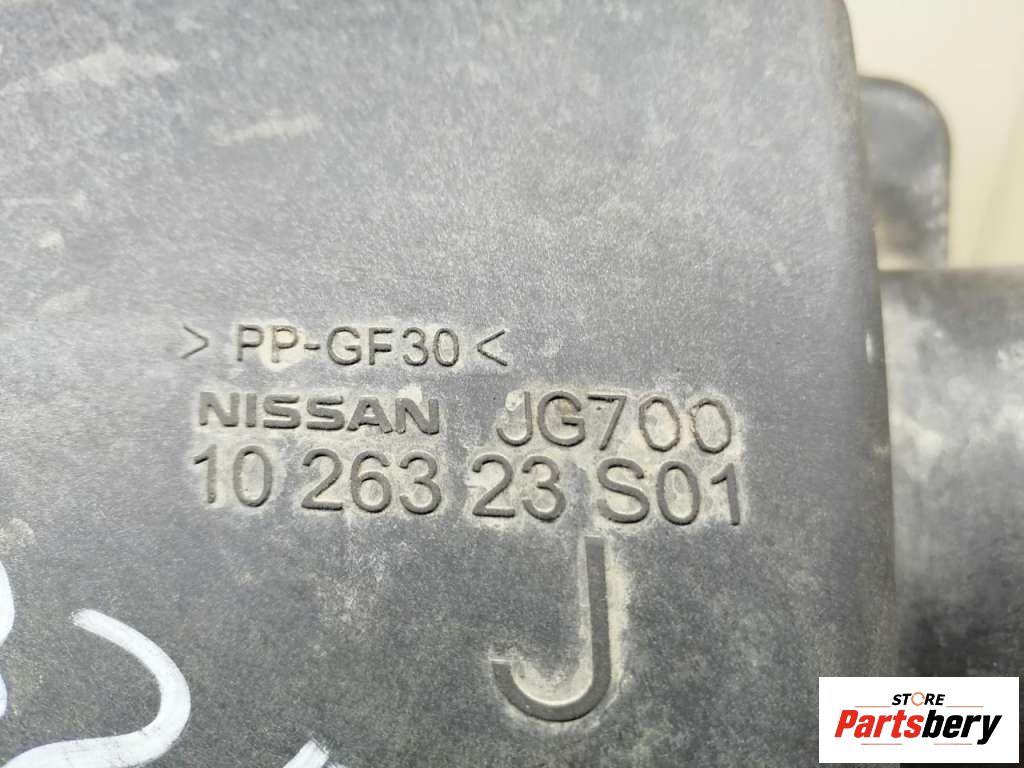 > PP-GF30 <
NISSAN JG700
10 263 23 S01
J
STORE
Partsbery